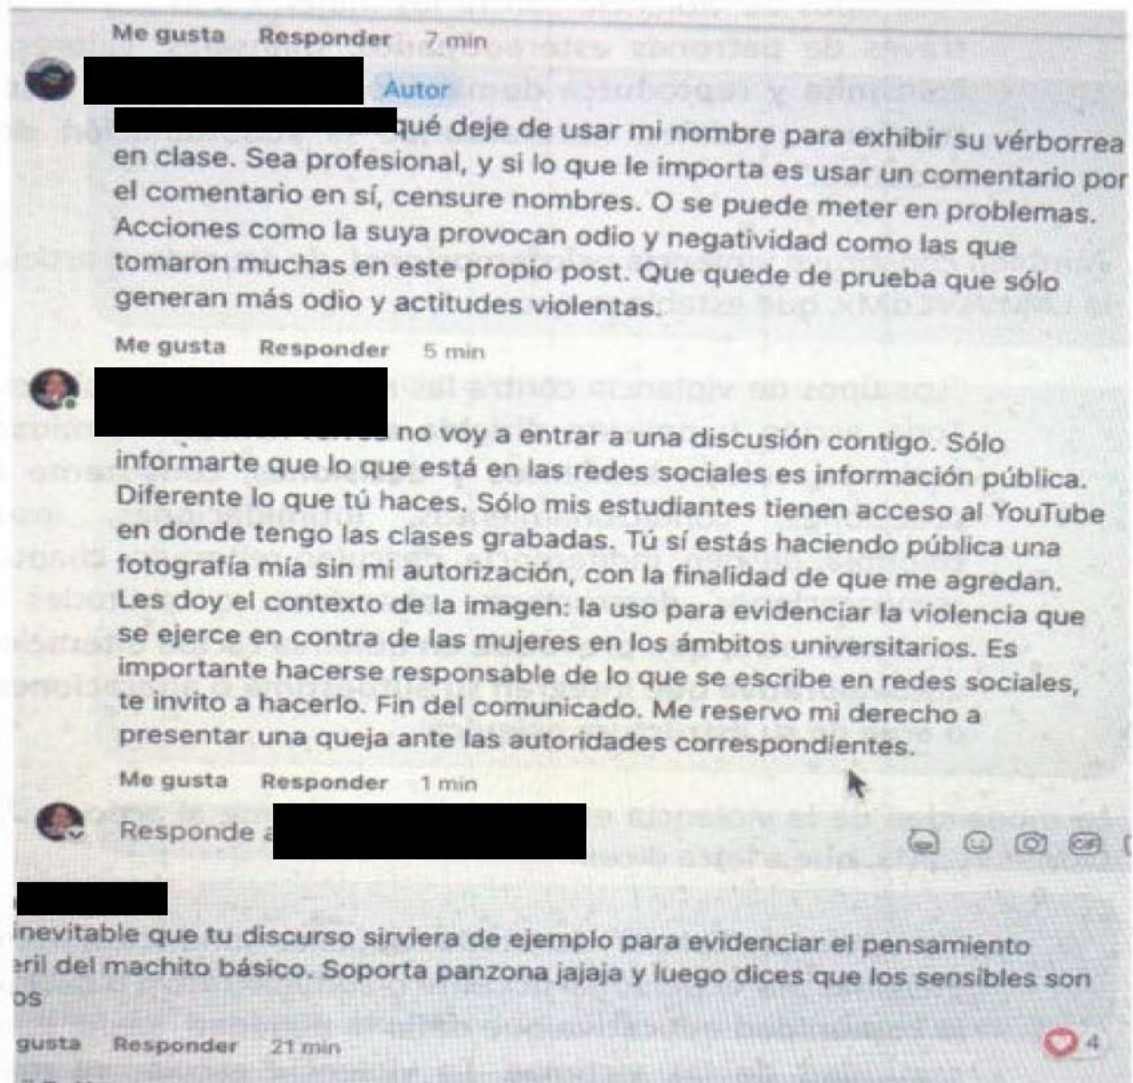 Me gusta Responder 7 min
Autor
qué deje de usar mi nombre para exhibir su vérborrea
en clase. Sea profesional, y si lo que le importa es usar un comentario por
el comentario en sí, censure nombres. O se puede meter en problemas.
Acciones como la suya provocan odio y negatividad como las que
tomaron muchas en este propio post. Que quede de prueba que sólo
generan más odio y actitudes violentas.
Me gusta Responder 5 min
no voy a entrar a una discusión contigo. Sólo
informarte que lo que está en las redes sociales es información pública.
Diferente lo que tú haces. Sólo mis estudiantes tienen acceso al YouTube
en donde tengo las clases grabadas. Tú sí estás haciendo pública una
fotografía mía sin mi autorización, con la finalidad de que me agredan.
Les doy el contexto de la imagen: la uso para evidenciar la violencia que
se ejerce en contra de las mujeres en los ámbitos universitarios. Es
importante hacerse responsable de lo que se escribe en redes sociales,
te invito a hacerlo. Fin del comunicado. Me reservo mi derecho a
presentar una queja ante las autoridades correspondientes.
Me gusta Responder 1 min
Responde a
GIF
inevitable que tu discurso sirviera de ejemplo para evidenciar el pensamiento
eril del machito básico. Soporta panzona jajaja y luego dices que los sensibles son
os
gusta Responder 21 min
4